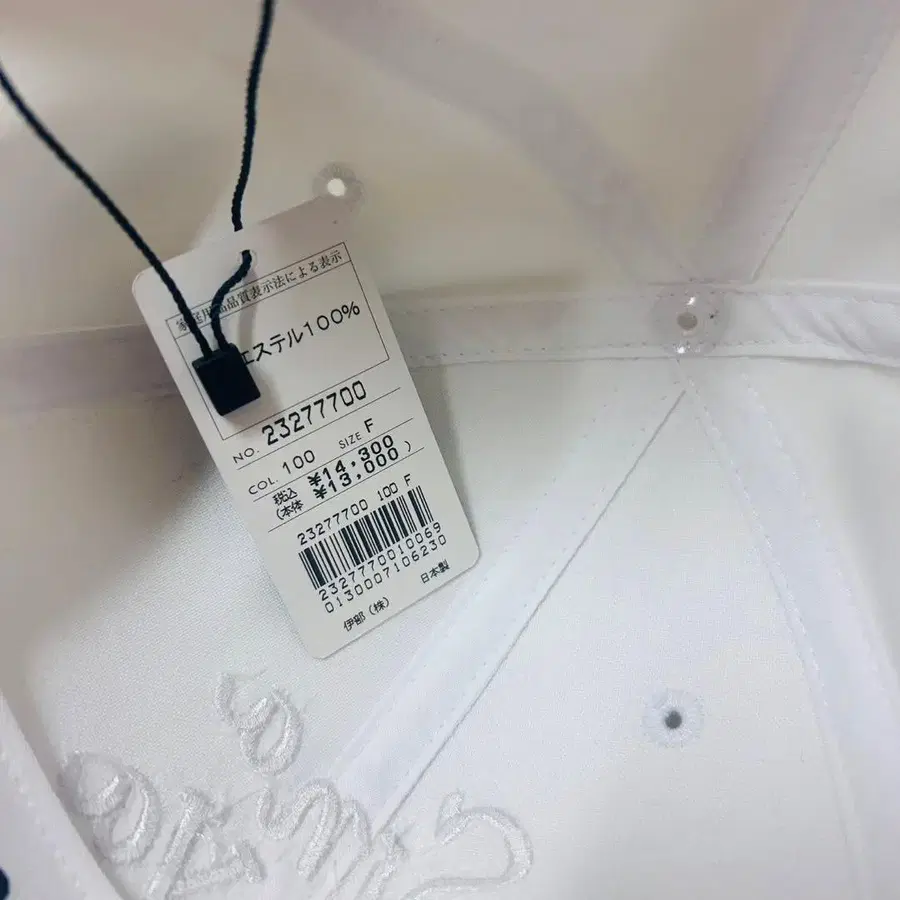 家庭用品品質表示法による表示
エステル100%
NO. 23277700
COL. 100 SIZE F
税込 ¥14,300
(本体 ¥13,000)
23277700 100 F
2327770010069
0130007106230
日本製
伊邸(株)